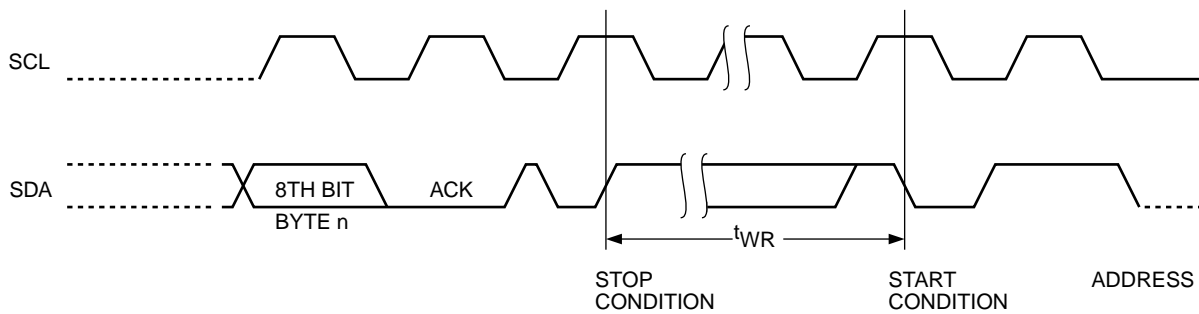 SCL
SDA
8TH BIT
ACK
BYTE n
tWR
STOP
CONDITION
START
CONDITION
ADDRESS